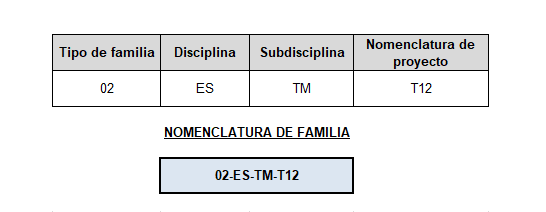 Tipo de familia Disciplina Subdisciplina Nomenclatura de proyecto
02 ES TM T12
NOMENCLATURA DE FAMILIA
02-ES-TM-T12